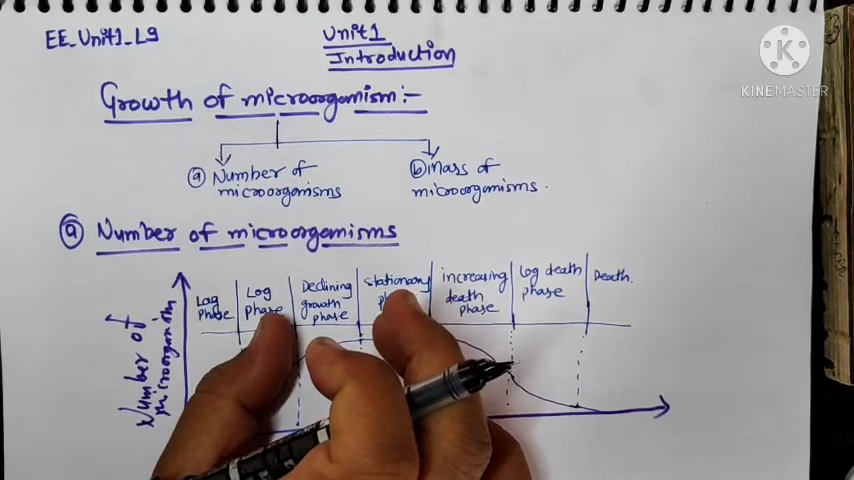 EE_Unit1_L9
Unit1
Introduction
KINEMASTER
Growth of microorganism:-
(a) Number of
microorganisms
(b) Mass of
microorganisms.
(a) Number of microorganisms
Lag
phase
Log
phase
Declining
growth
phase
stationary
increasing
death
phase
log death
phase
Death.
Number of
microorganism